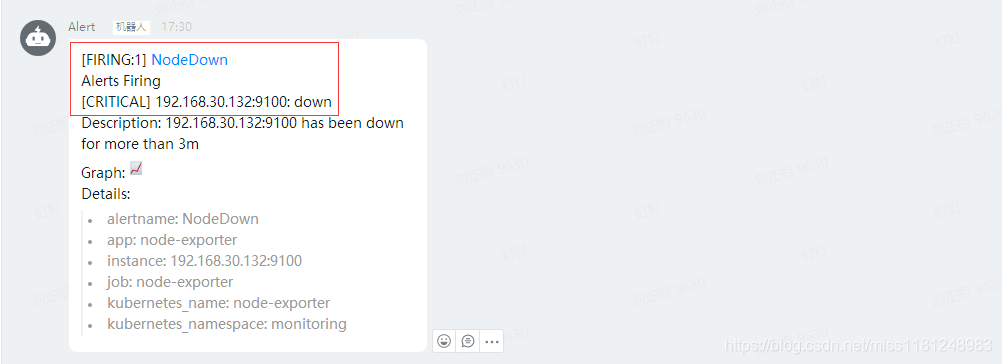 Alert 机器人 17:30
[FIRING:1] NodeDown
Alerts Firing
[CRITICAL] 192.168.30.132:9100: down
Description: 192.168.30.132:9100 has been down
for more than 3m
Graph:
Details:
alertname: NodeDown
app: node-exporter
instance: 192.168.30.132:9100
job: node-exporter
kubernetes_name: node-exporter
kubernetes_namespace: monitoring
https://blog.csdn.net/miss1181248983